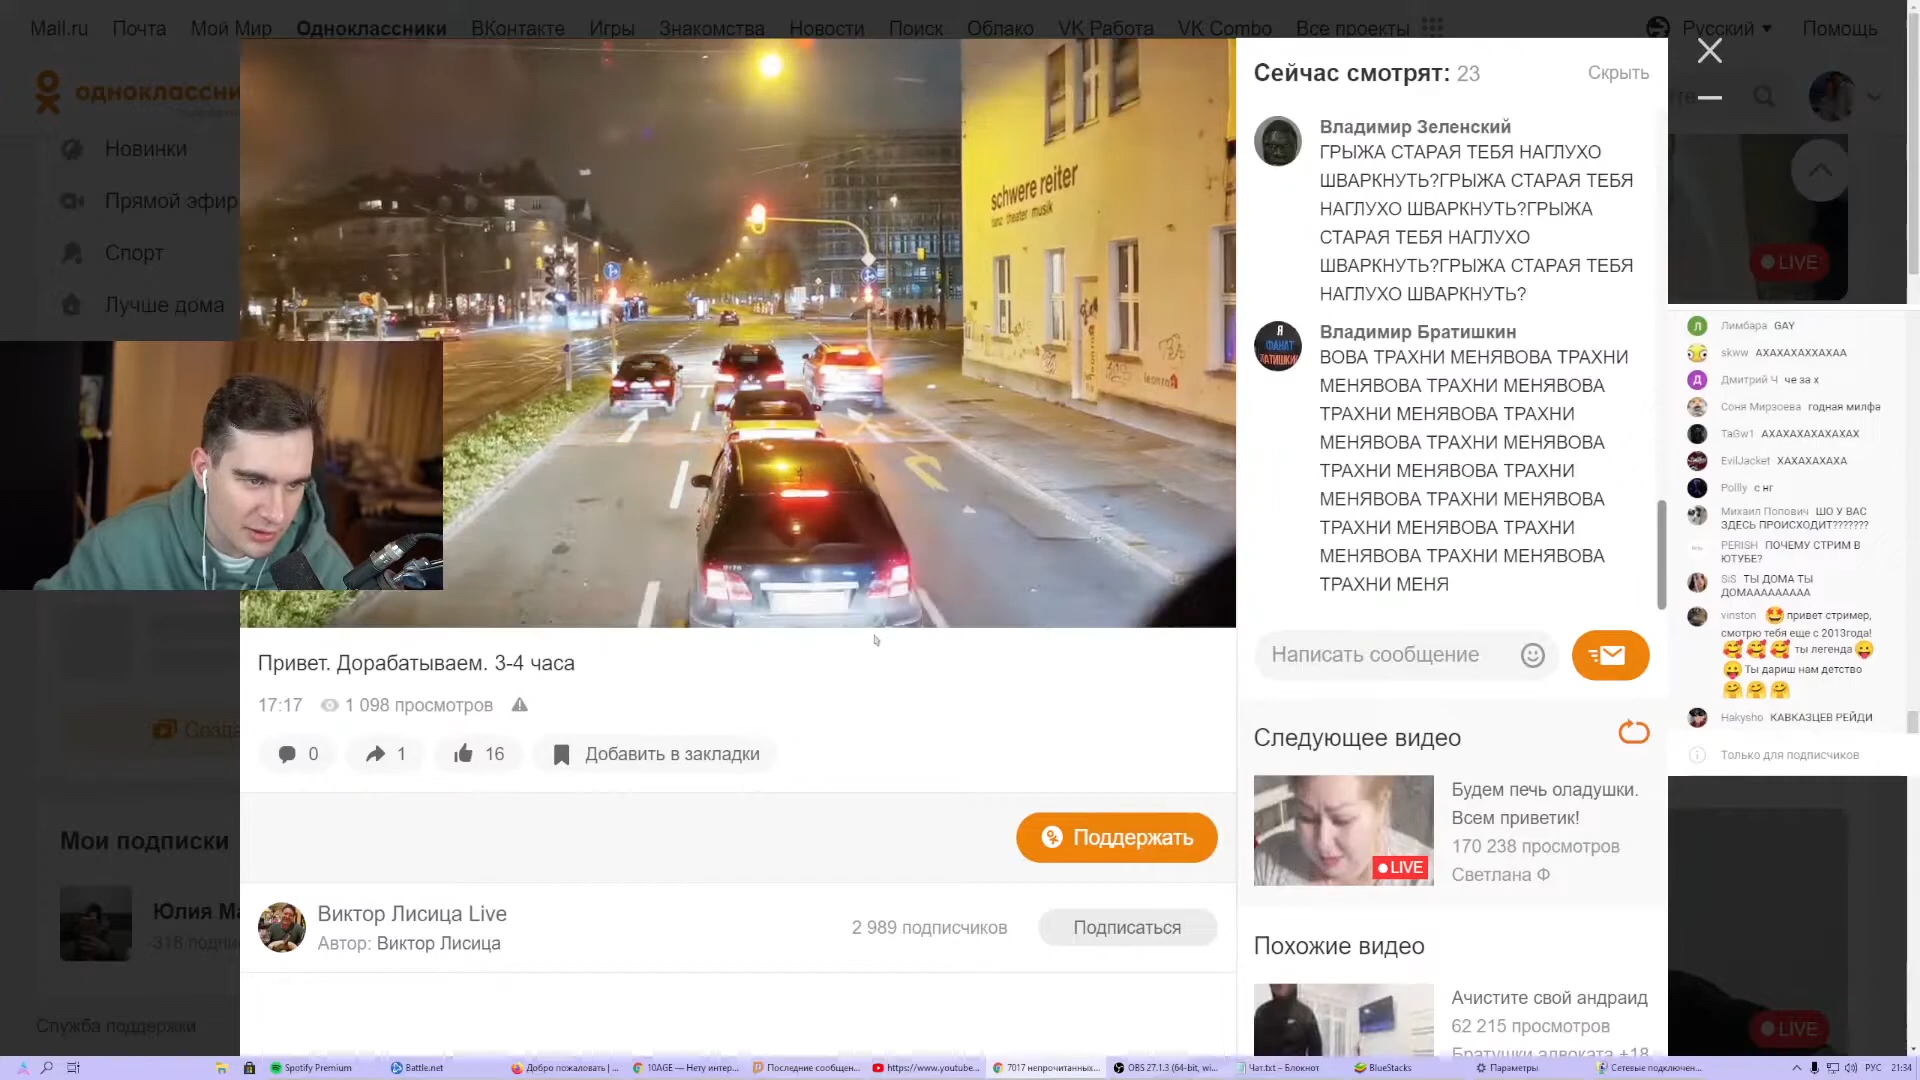 Mail.ru Почта Мой Мир Одноклассники ВКонтакте Игры Знакомства Новости Поиск Облако VK Работа VK Combo Все проекты Русский Помощь
одноклассни
Новинки
Прямой эфир
Спорт
Лучше дома
schwere reiter
tanz theater musik
Привет. Дорабатываем. 3-4 часа
17:17 1 098 просмотров
0 1 16 Добавить в закладки
Поддержать
Виктор Лисица Live
Автор: Виктор Лисица
2 989 подписчиков Подписаться
Мои подписки
Юлия Ма
Служба поддержки
Сейчас смотрят: 23 Скрыть
Владимир Зеленский
ГРЫЖА СТАРАЯ ТЕБЯ НАГЛУХО
ШВАРКНУТЬ?ГРЫЖА СТАРАЯ ТЕБЯ
НАГЛУХО ШВАРКНУТЬ?ГРЫЖА
СТАРАЯ ТЕБЯ НАГЛУХО
ШВАРКНУТЬ?ГРЫЖА СТАРАЯ ТЕБЯ
НАГЛУХО ШВАРКНУТЬ?
Владимир Братишкин
ВОВА ТРАХНИ МЕНЯВОВА ТРАХНИ
МЕНЯВОВА ТРАХНИ МЕНЯВОВА
ТРАХНИ МЕНЯВОВА ТРАХНИ
МЕНЯВОВА ТРАХНИ МЕНЯВОВА
ТРАХНИ МЕНЯВОВА ТРАХНИ
МЕНЯВОВА ТРАХНИ МЕНЯВОВА
ТРАХНИ МЕНЯВОВА ТРАХНИ
МЕНЯВОВА ТРАХНИ МЕНЯВОВА
ТРАХНИ МЕНЯ
Написать сообщение
Следующее видео
LIVE
Будем печь оладушки.
Всем приветик!
170 238 просмотров
Светлана Ф
Похожие видео
Ачистите свой андраид
62 215 просмотров
Братушки адвоката +18
LIVE
Лимбара GAY
skww АХАХАХАХХАХАА
Дмитрий Ч че за х
Соня Мирзоева годная милфа
TaGw1 АХАХАХАХАХАХАХ
EvilJacket ХАХАХАХАХА
Pollly с нг
Михаил Попович ШО У ВАС
ЗДЕСЬ ПРОИСХОДИТ???????
PERISH ПОЧЕМУ СТРИМ В
ЮТУБЕ?
SiS ТЫ ДОМА ТЫ
ДОМААААААААА
vinston привет стример,
смотрю тебя еще с 2013года!
ты легенда
Ты дариш нам детство
Hakysho КАВКАЗЦЕВ РЕЙДИ
Только для подписчиков
LIVE
Spotify Premium Battle.net Добро пожаловать | ... 10AGE — Нету интер... Последние сообщен... https://www.youtube... 7017 непрочитанных... OBS 27.1.3 (64-bit, wi... Чат.txt – Блокнот BlueStacks Параметры Сетевые подключен... РУС 21:34